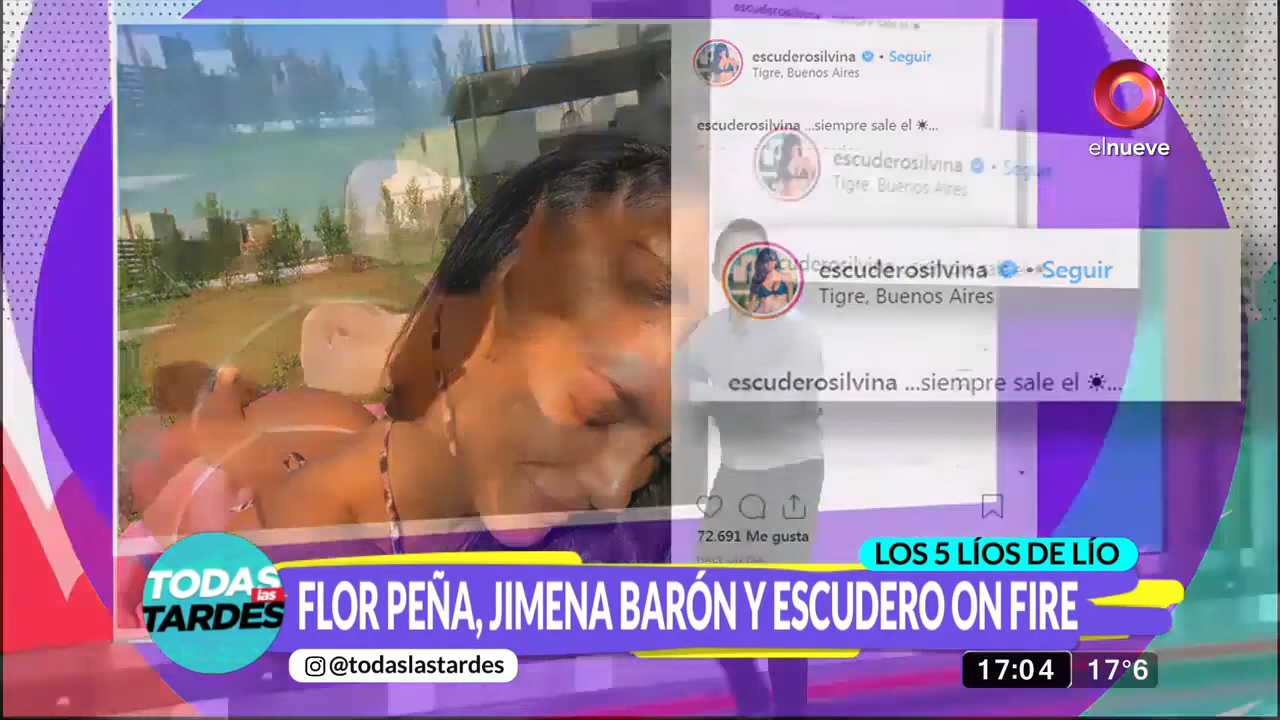 escuderosilvina
escuderosilvina • Seguir
Tigre, Buenos Aires
escuderosilvina ...siempre sale el ☀...
escuderosilvina • Seguir
Tigre, Buenos Aires
elnueve
escuderosilvina • Seguir
Tigre, Buenos Aires
escuderosilvina ...siempre sale el ☀...
72.691 Me gusta
LOS 5 LÍOS DE LÍO
TODAS las TARDES
FLOR PEÑA, JIMENA BARÓN Y ESCUDERO ON FIRE
@todaslastardes
17:04 17°6